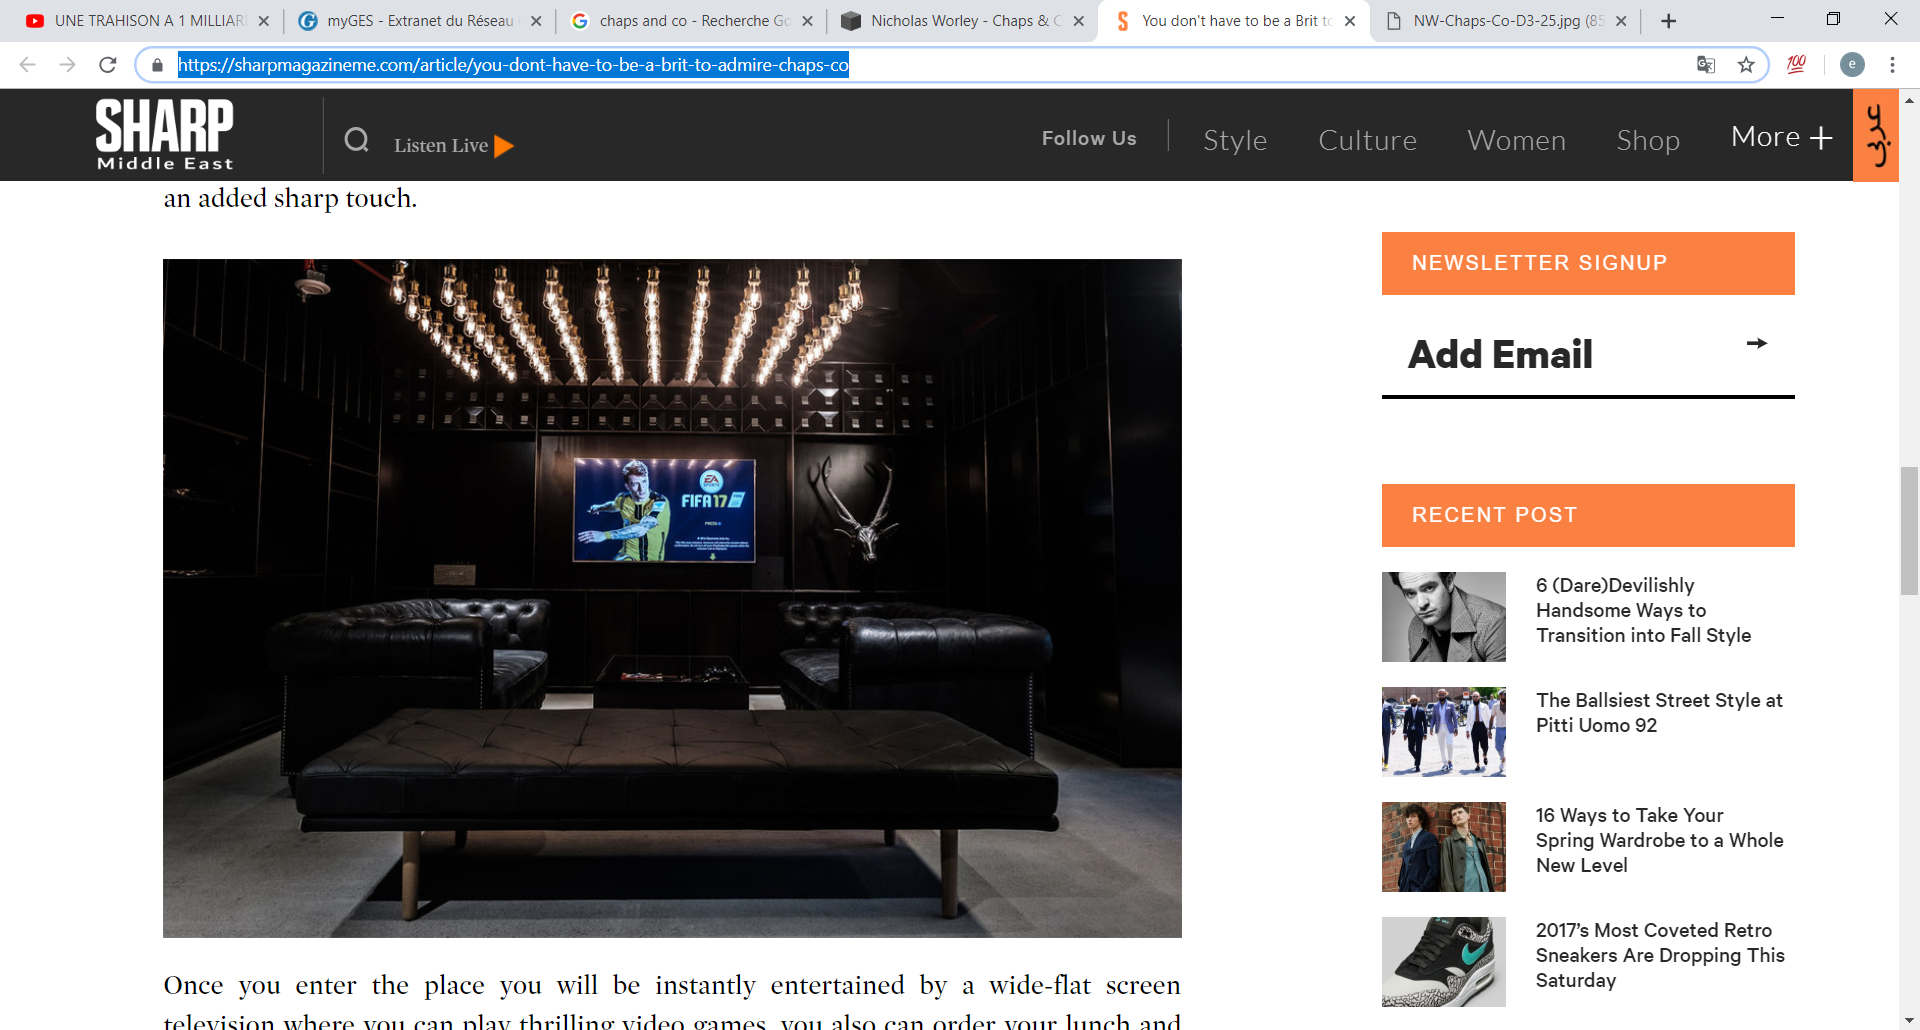 UNE TRAHISON A 1 MILLIAR
myGES - Extranet du Réseau
chaps and co - Recherche Go
Nicholas Worley - Chaps & C
You don't have to be a Brit to
NW-Chaps-Co-D3-25.jpg (85
https://sharpmagazineme.com/article/you-dont-have-to-be-a-brit-to-admire-chaps-co
e
SHARP
Middle East
Listen Live
Follow Us
Style
Culture
Women
Shop
More +
عربي
an added sharp touch.
EA
SPORTS
FIFA 17
Once you enter the place you will be instantly entertained by a wide-flat screen
television where you can play thrilling video games, you also can order your lunch and
NEWSLETTER SIGNUP
Add Email
RECENT POST
6 (Dare)Devilishly
Handsome Ways to
Transition into Fall Style
The Ballsiest Street Style at
Pitti Uomo 92
16 Ways to Take Your
Spring Wardrobe to a Whole
New Level
2017's Most Coveted Retro
Sneakers Are Dropping This
Saturday